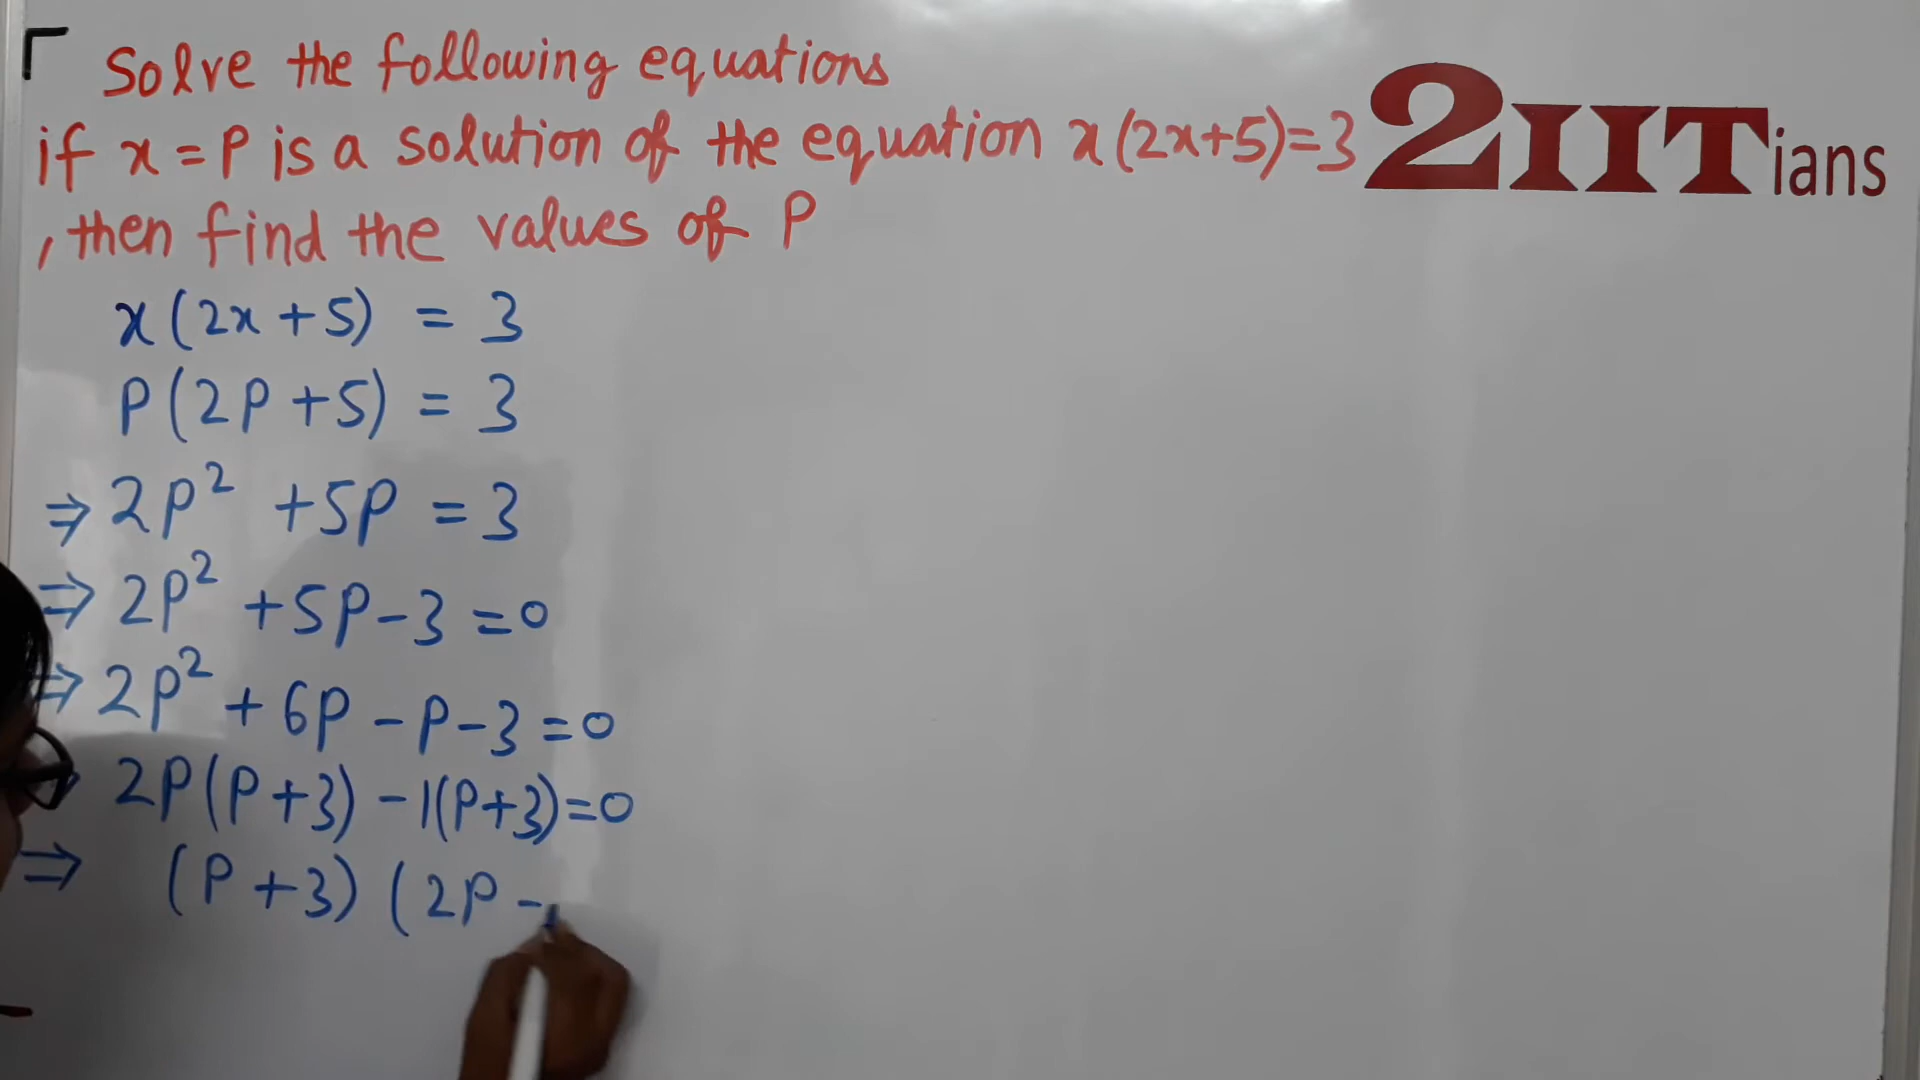 Solve the following equations
if x = P is a solution of the equation x(2x+5)=3
, then find the values of P
2IITians
x(2x+5) = 3
P(2P+5) = 3
⇒ 2P² +5P = 3
⇒ 2P² +5P-3 =0
⇒ 2P² + 6P - P - 3 = 0
2P(P+3) - 1(P+3)=0
⇒ (P+3) (2P -